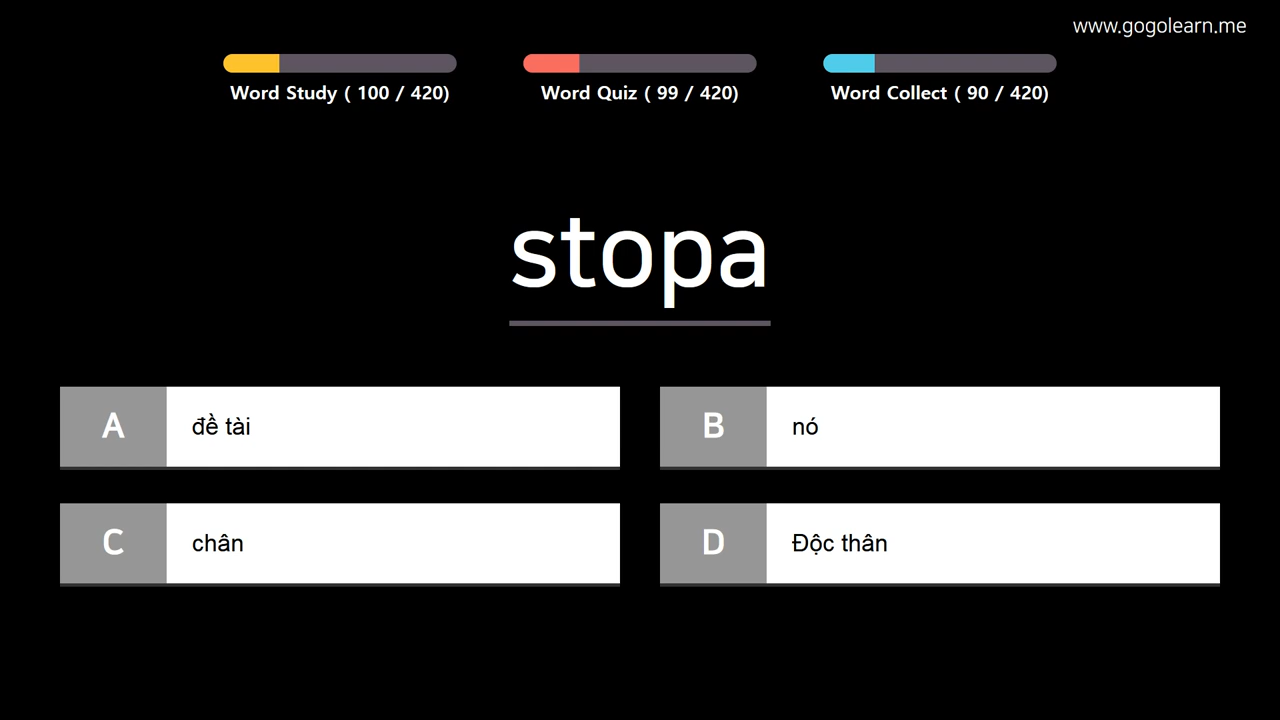 www.gogolearn.me
Word Study ( 100 / 420)
Word Quiz ( 99 / 420)
Word Collect ( 90 / 420)
stopa
A đề tài
B nó
C chân
D Độc thân